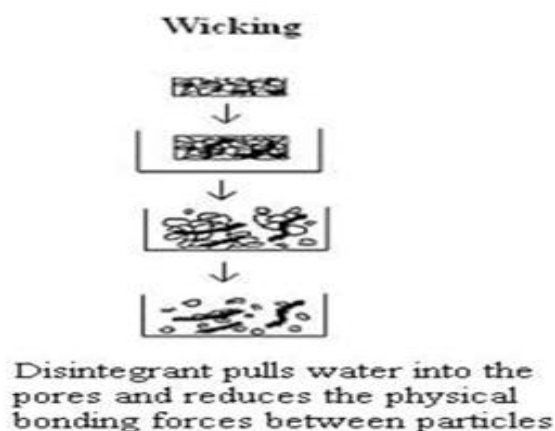 Wicking
Disintegrant pulls water into the
pores and reduces the physical
bonding forces between particles